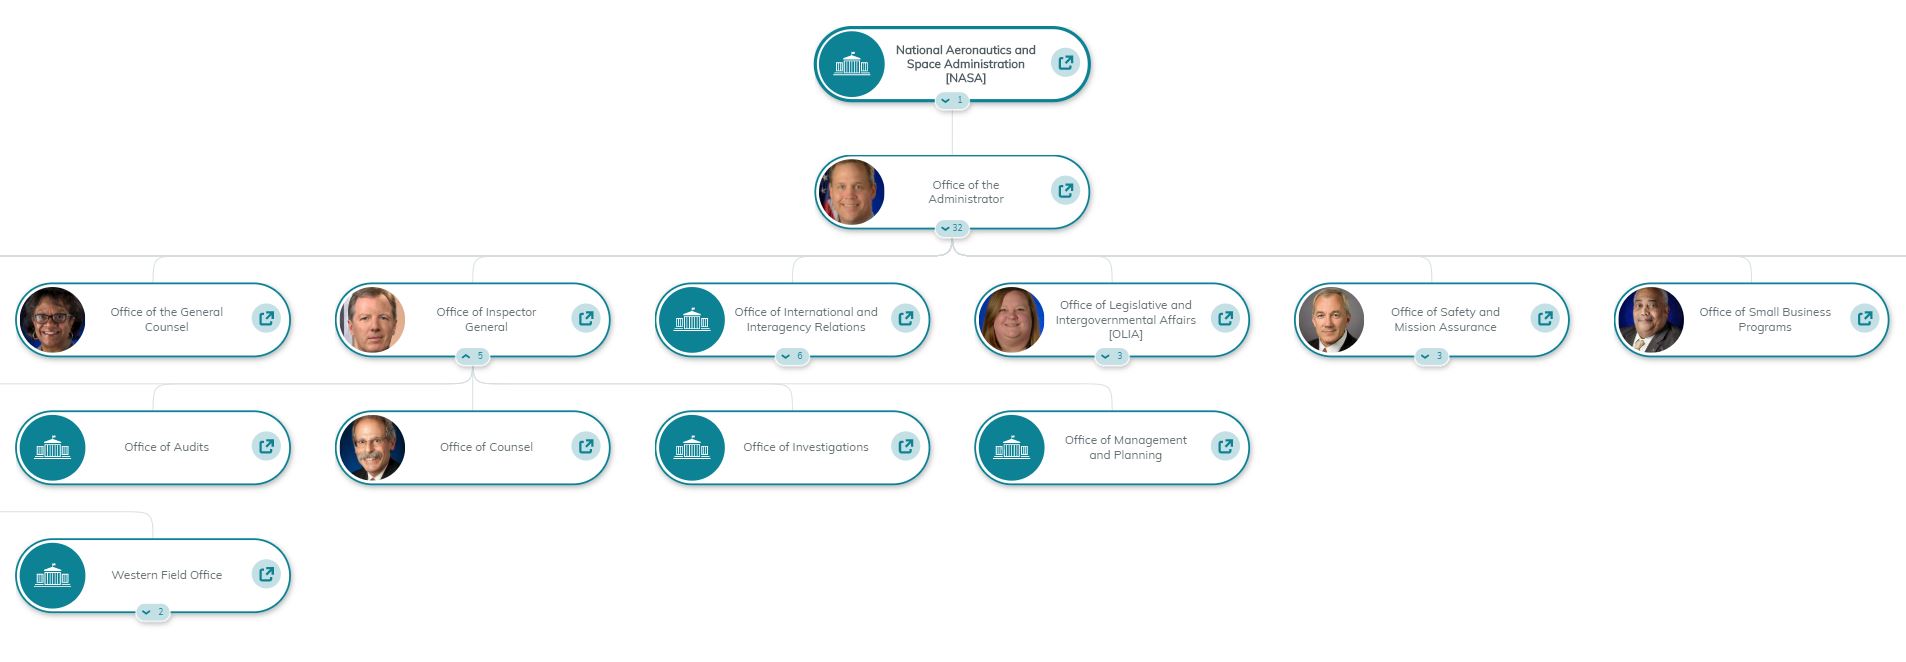 National Aeronautics and
Space Administration
[NASA]
1
Office of the
Administrator
32
Office of the General
Counsel
Office of Inspector
General
5
Office of International and
Interagency Relations
6
Office of Legislative and
Intergovernmental Affairs
[OLIA]
3
Office of Safety and
Mission Assurance
3
Office of Small Business
Programs
Office of Audits
Office of Counsel
Office of Investigations
Office of Management
and Planning
Western Field Office
2